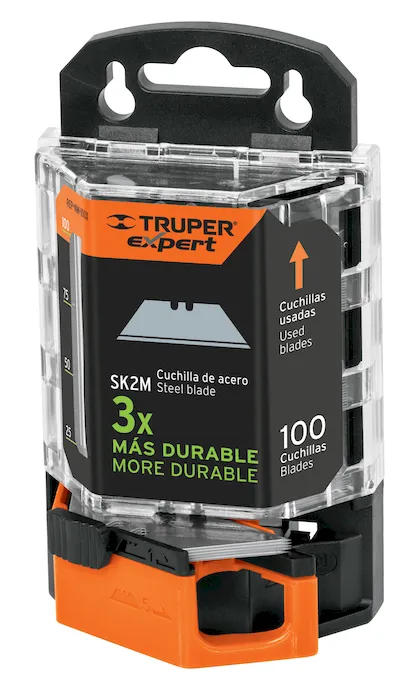 TRUPER
expert
SK2M
Cuchilla de acero
Steel blade
3x
MÁS DURABLE
MORE DURABLE
Cuchillas
usadas
Used
blades
100
Cuchillas
Blades
100
75
50
25